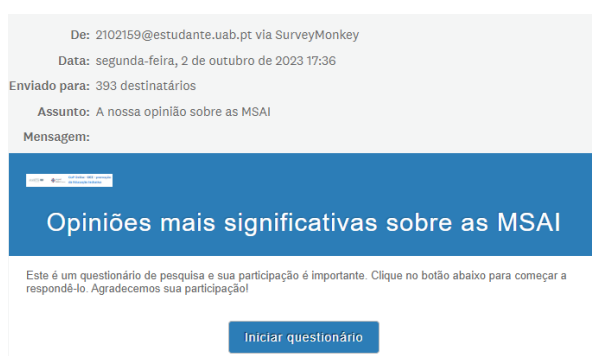 De: 2102159@estudante.uab.pt via SurveyMonkey
Data: segunda-feira, 2 de outubro de 2023 17:36
Enviado para: 393 destinatários
Assunto: A nossa opinião sobre as MSAI
Mensagem:
Opiniões mais significativas sobre as MSAI
Este é um questionário de pesquisa e sua participação é importante. Clique no botão abaixo para começar a
respondê-lo. Agradecemos sua participação!
Iniciar questionário